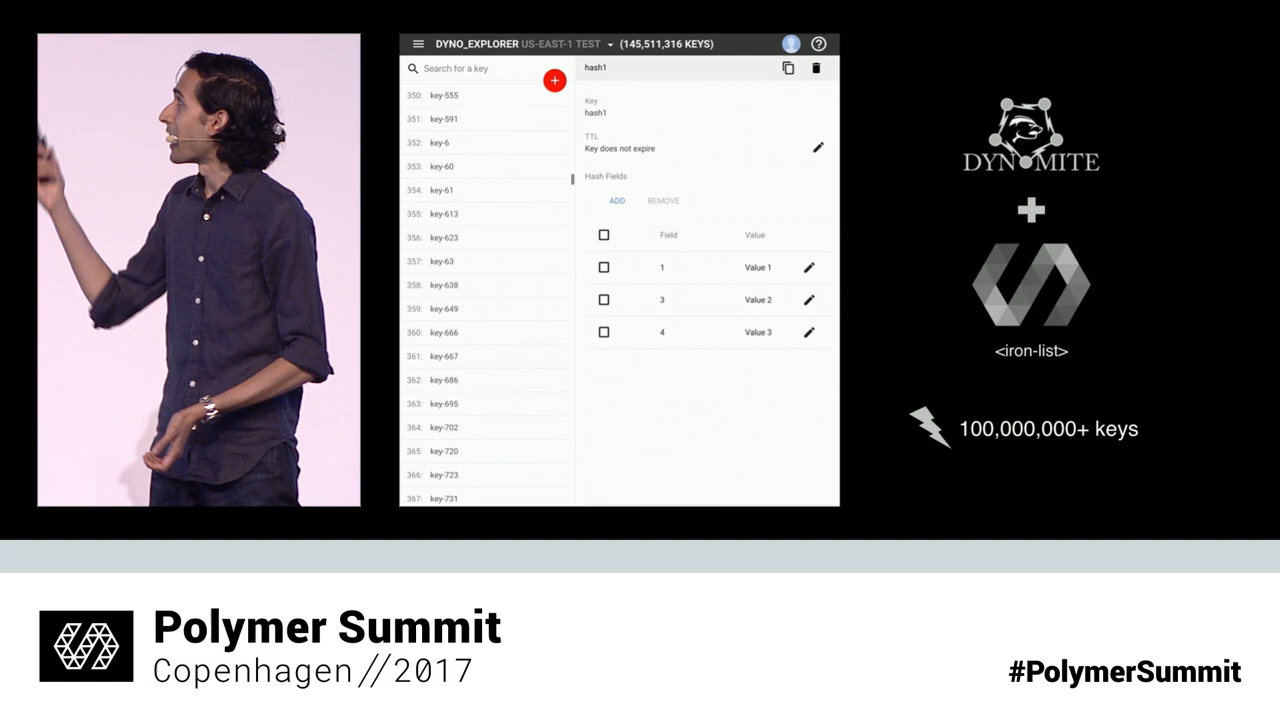 DYNO_EXPLORER US-EAST-1 TEST (145,511,316 KEYS)
Search for a key
+
350: key-555
351: key-591
352: key-6
353: key-60
354: key-61
355: key-613
356: key-623
357: key-63
358: key-638
359: key-649
360: key-666
361: key-667
362: key-686
363: key-695
364: key-702
365: key-720
366: key-723
367: key-731
hash1
Key
hash1
TTL
Key does not expire
Hash Fields
ADD REMOVE
Field Value
1 Value 1
3 Value 2
4 Value 3
DYNOMITE
<iron-list>
100,000,000+ keys
Polymer Summit
Copenhagen //2017
#PolymerSummit